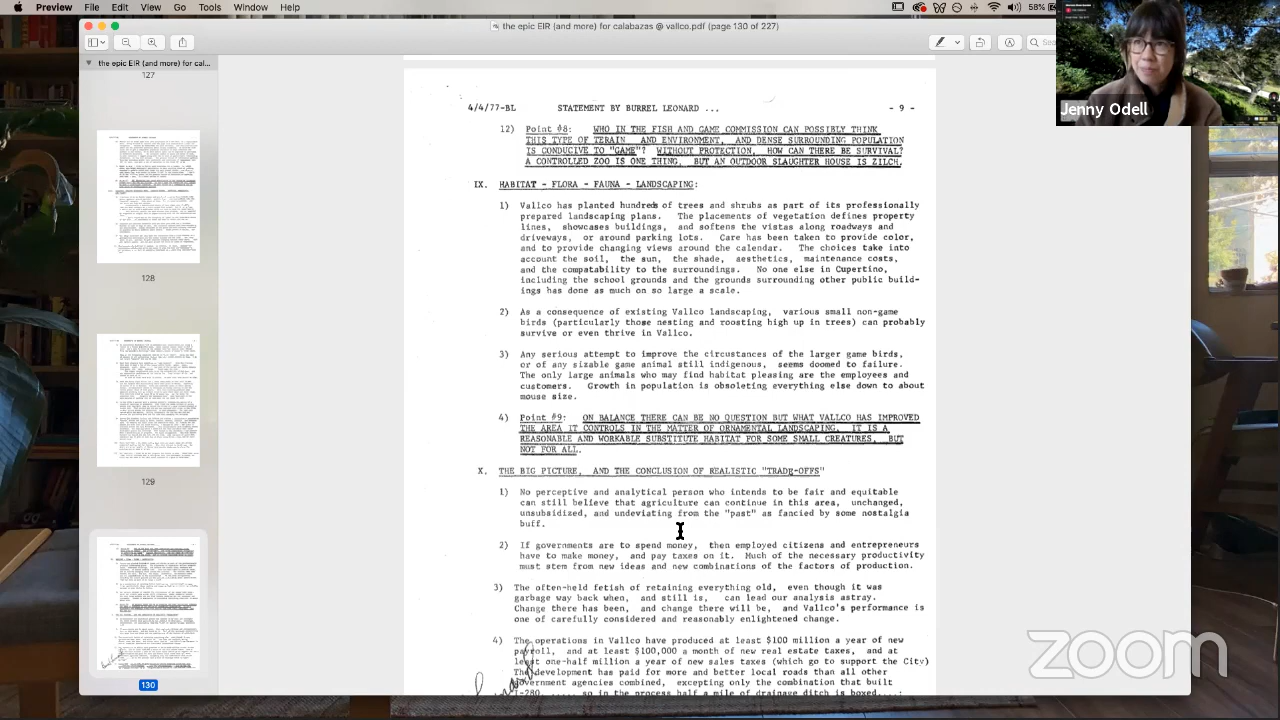 Preview File Edit View Go Tools Window Help
58%
the epic EIR (and more) for calabazas @ vallco.pdf (page 130 of 227)
the epic EIR (and more) for cal...
127
128
129
130
4/4/77-BL STATEMENT BY BURREL LEONARD ... - 9 -
12) Point #8: WHO IN THE FISH AND GAME COMMISSION CAN POSSIBLY THINK
THIS TYPE OF TERAIN AND ENVIRONMENT, AND DENSE SURROUNDING POPULATION
IS CONDUCIVE TO "GAME"? WITHOUT PROTECTION, HOW CAN THERE BE SURVIVAL?
A CONTROLLED ZOO IS ONE THING, BUT AN OUTDOOR SLAUGHTER HOUSE IS ZILCH.
IX. HABITAT - FLORA - FAUNA - LANDSCAPING:
1) Vallco has planted hundreds of trees and shrubs as part of its professionally
prepared landscaping plans. The placements of vegetation defines property
lines, showcases buildings, and softens the vistas along roadways and
driveways, or around parking lots. Care has been taken to provide color,
and to provide changing views around the calendar. The choices take into
account the soil, the sun, the shade, aesthetics, maintenance costs,
and the compatability to the surroundings. No one else in Cupertino,
including the school grounds and the grounds surrounding other public build-
ings has done as much on so large a scale.
2) As a consequence of existing Vallco landscaping, various small non-game
birds (particularly those nesting and roosting high up in trees) can probably
survive or even thrive in Vallco.
3) Any serious attempt to improve the circumstances of the larger game birds,
or of any sizable game animal still indigenous, seems doomed to failure.
The only large animals who may find habitat pleasing are the employees and
customers. Growth in population is obsoleting everything else down to about
mouse size.
4) Point #9: ON BALANCE THERE CAN BE NO QUESTION BUT WHAT VALLCO HAS IMPROVED
THE AREA IT CONTROLS IN THE MATTER OF ORNAMENTAL LANDSCAPING. IT IS A
REASONABLE AND WORKABLE SUBSTITUTE HABITAT FOR SOME SMALL CREATURES, BUT
NOT FOR ALL.
X. THE BIG PICTURE, AND THE CONCLUSION OF REALISTIC "TRADE-OFFS"
1) No perceptive and analytical person who intends to be fair and equitable
can still believe that agriculture can continue in this area, unchanged,
unsubsidized, and undeviating from the "past" as fancied by some nostalgia
buff.
2) If governments are to spend money, then employed citizens and entrepreneurs
have to make money, and pay taxes on it. Much of the necessary productivity
must stem from new ideas and new combinations of the factors of production.
3) The oftenheld fetish of retaining everything old, even though it was
garbage way back when, and still is, can lead our analysis astray.
Change there has been, and change there will be, and Vallco's performance is
one of carefully considered and reasonably enlightened change.
4) The operations in Vallco have produced at least $100 million a year of new
payroll, and at least $100,000 a month of new real estate taxes, and at
least one-half million a year of new sales taxes (which go to support the City)
The development has paid for more and better local roads than all other
government agencies combined, excepting only the combination that built
I-280. .... so in the process half a mile of drainage ditch is boxed....:
Jenny Odell
zoom